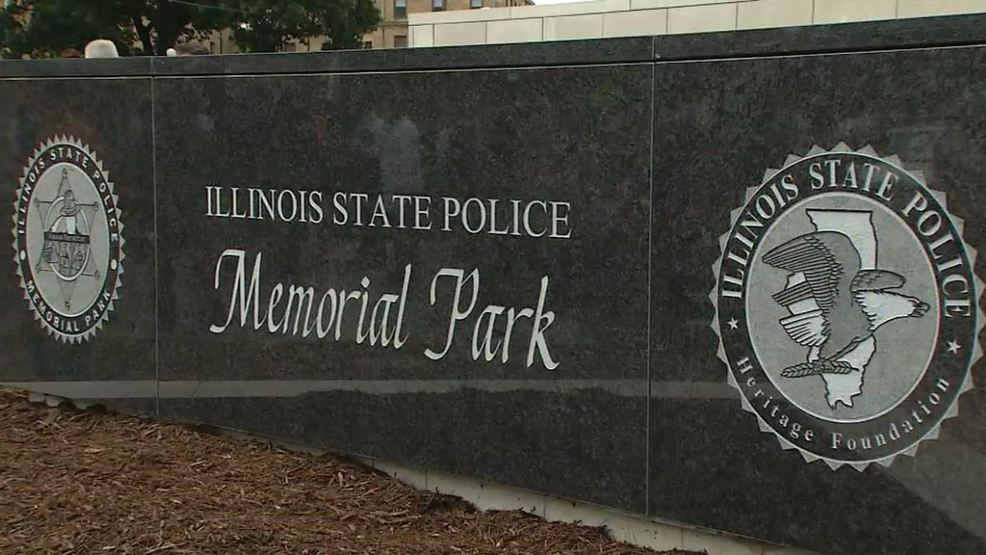 ILLINOIS STATE POLICE
MEMORIAL PARK
ILLINOIS STATE POLICE
Memorial Park
ILLINOIS STATE POLICE
Heritage Foundation